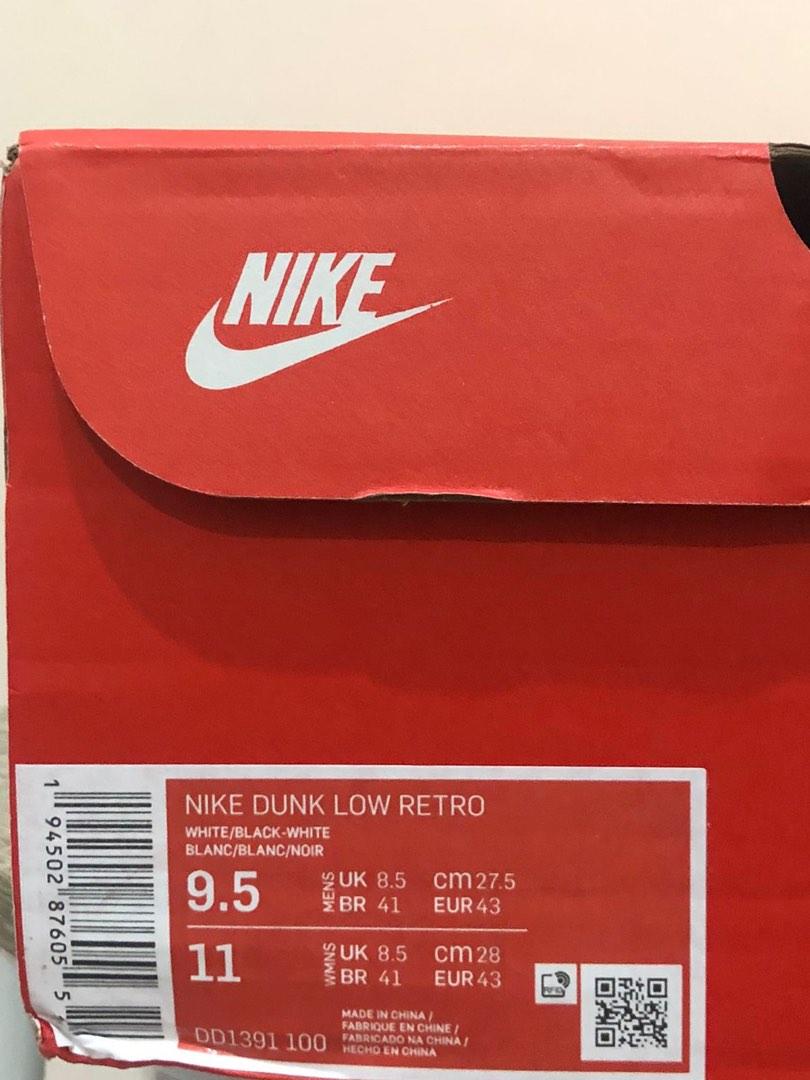 NIKE
NIKE DUNK LOW RETRO
WHITE/BLACK-WHITE
BLANC/BLANC/NOIR
9.5 MENS UK 8.5 cm 27.5
BR 41 EUR 43
11 WMNS UK 8.5 cm 28
BR 41 EUR 43
RFID
DD1391 100
MADE IN CHINA /
FABRIQUE EN CHINE /
FABRICADO NA CHINA /
HECHO EN CHINA
1 94502 87605 5